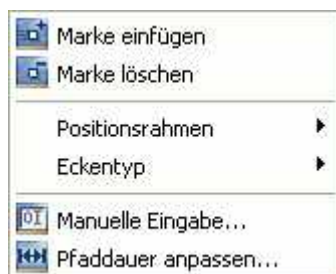 Marke einfügen
Marke löschen
Positionsrahmen
Eckentyp
Manuelle Eingabe...
Pfaddauer anpassen...